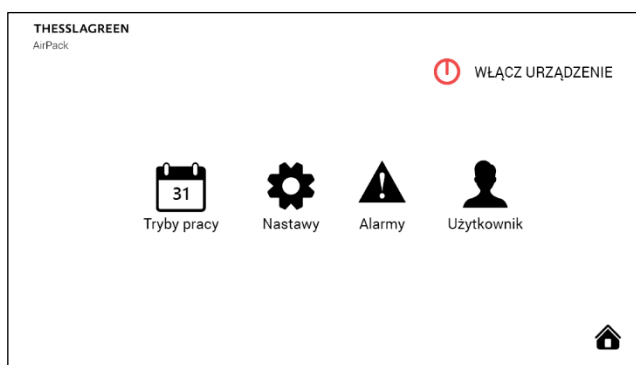 THESSLAGREEN
AirPack
WŁĄCZ URZĄDZENIE
31
Tryby pracy
Nastawy
Alarmy
Użytkownik